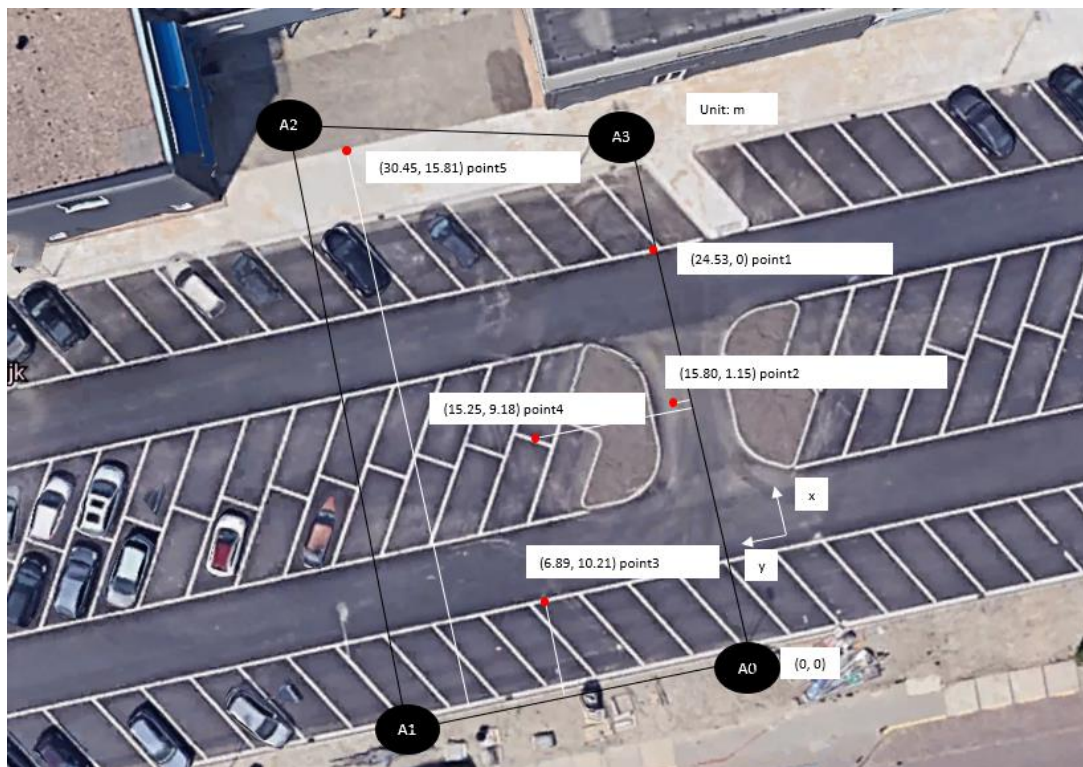 A2
A3
Unit: m
(30.45, 15.81) point5
(24.53, 0) point1
jk
(15.80, 1.15) point2
(15.25, 9.18) point4
x
y
(6.89, 10.21) point3
A0
(0, 0)
A1